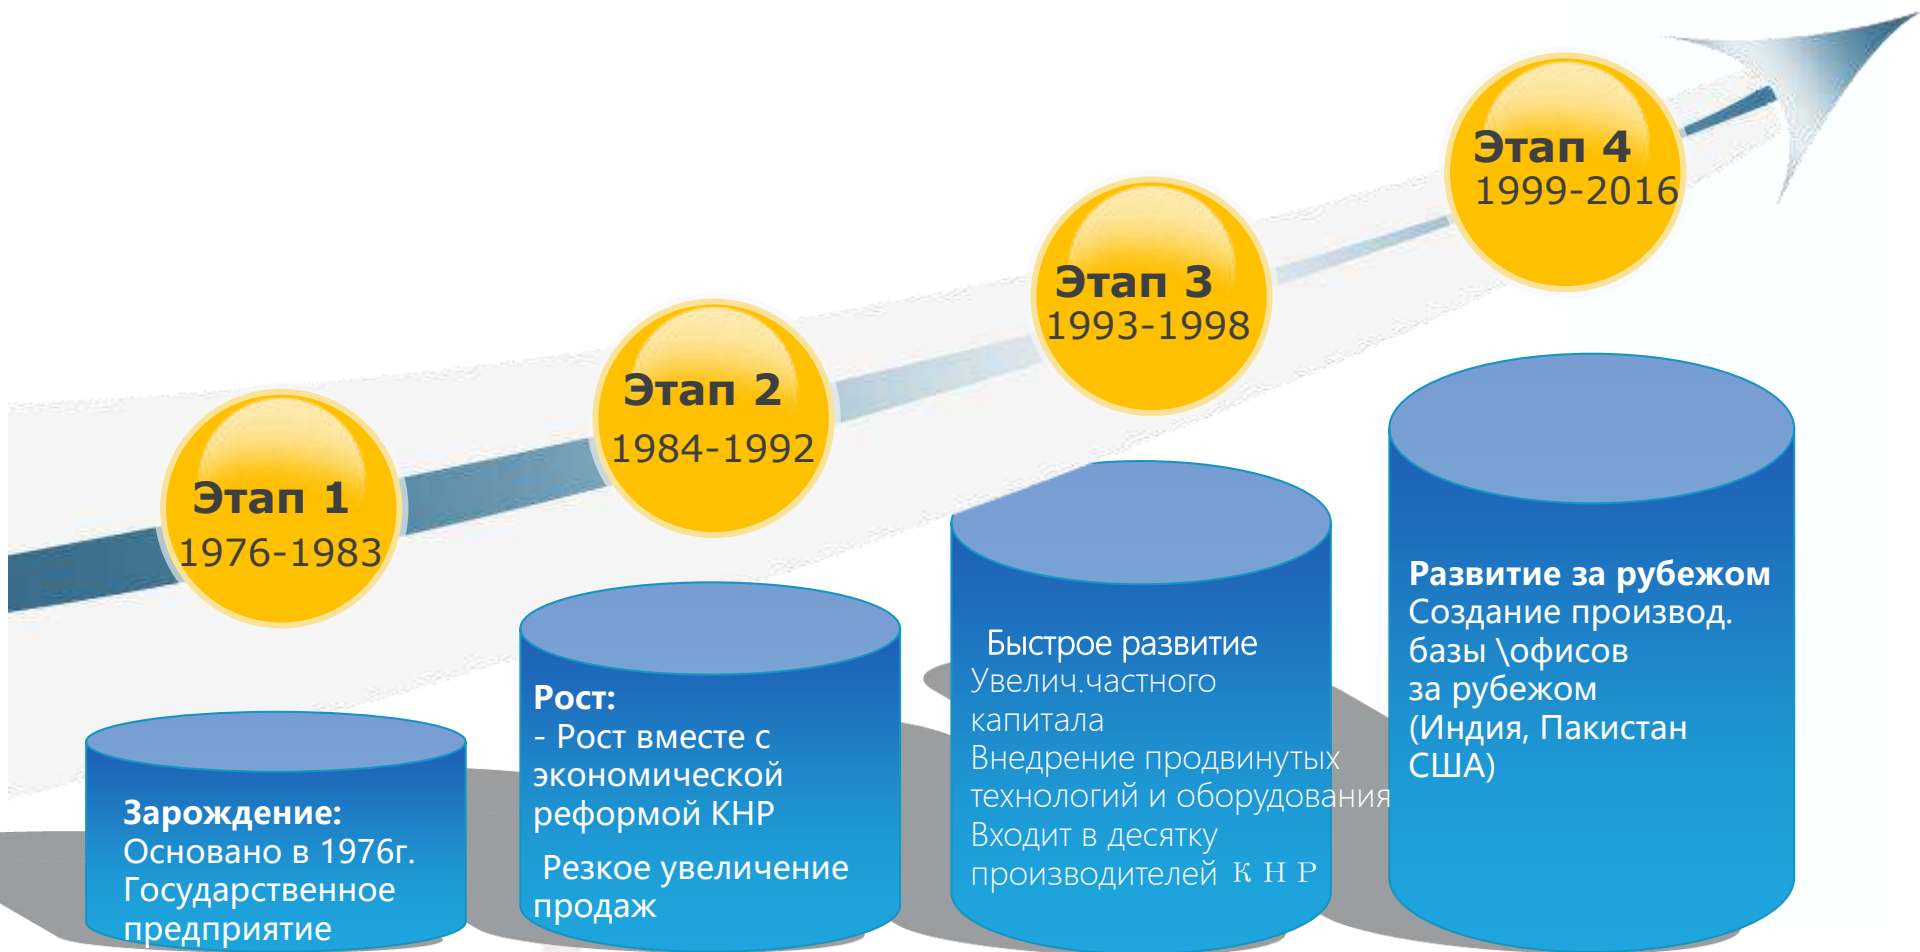 Этап 1
1976-1983
Этап 2
1984-1992
Этап 3
1993-1998
Этап 4
1999-2016
Зарождение:
Основано в 1976г.
Государственное
предприятие
Рост:
- Рост вместе с
экономической
реформой КНР
Резкое увеличение
продаж
Быстрое развитие
Увелич.частного
капитала
Внедрение продвинутых
технологий и оборудования
Входит в десятку
производителей КНР
Развитие за рубежом
Создание производ.
базы \офисов
за рубежом
(Индия, Пакистан
США)